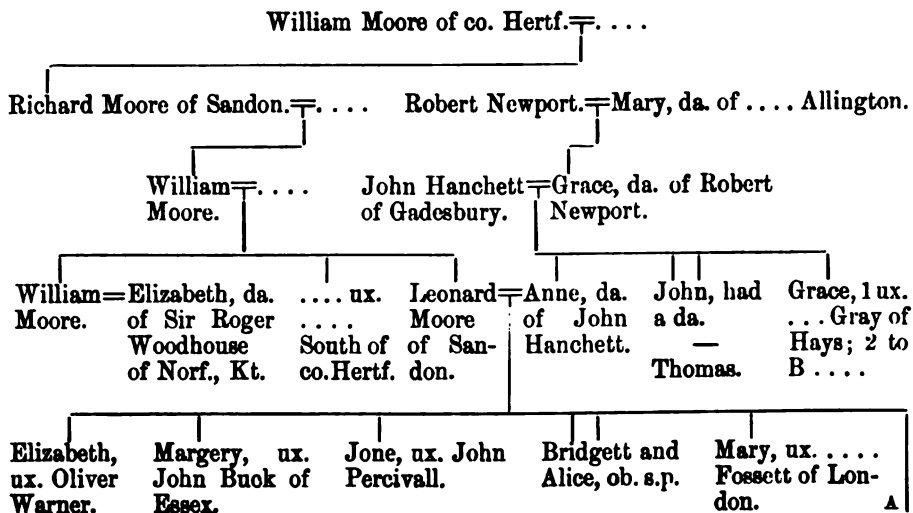 William Moore of co. Hertf.=. . . .
Richard Moore of Sandon.=. . . . Robert Newport.=Mary, da. of . . . . Allington.
William=. . . . John Hanchett=Grace, da. of Robert
Moore. of Gadesbury. Newport.
William=Elizabeth, da. . . . . ux. Leonard=Anne, da. John, had Grace, 1 ux.
Moore. of Sir Roger . . . . Moore of John a da. . . . Gray of
Woodhouse South of of San- Hanchett. — Hays; 2 to
of Norf., Kt. co. Hertf. don. Thomas. B . . . .
Elizabeth, Margery, ux. Jone, ux. John Bridgett and Mary, ux. . . . . .
ux. Oliver John Buck of Percivall. Alice, ob. s.p. Fossett of Lon-
Warner. Essex. don. A